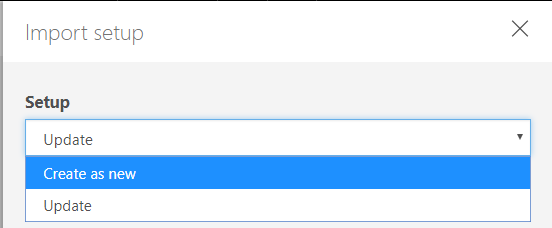 Import setup
Setup
Update
Create as new
Update